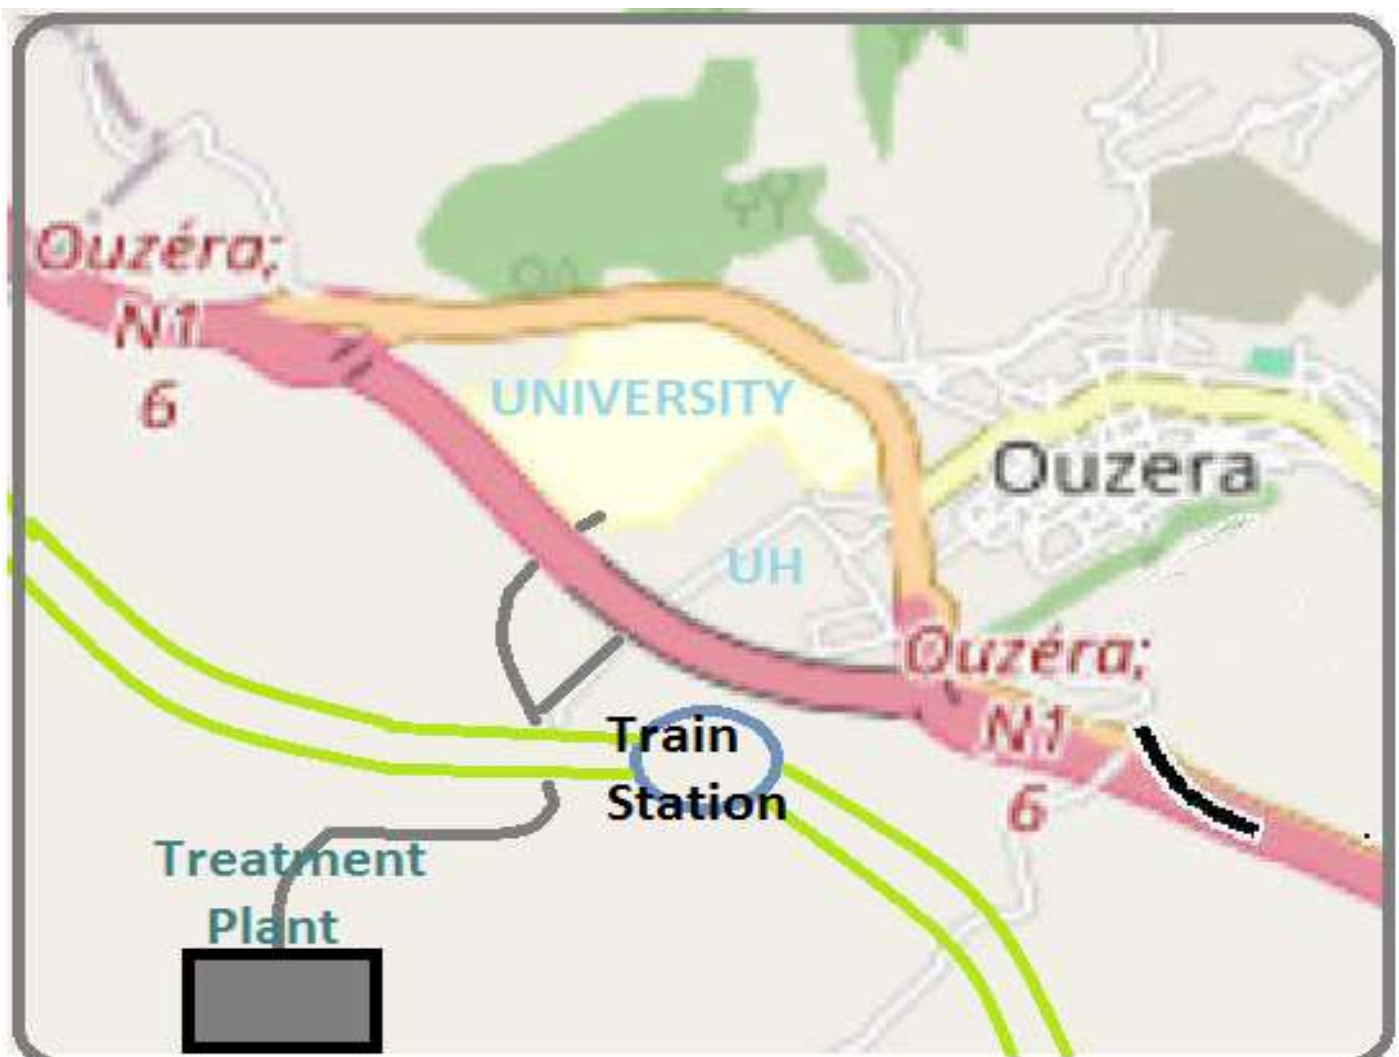 Ouzéra;
N1
6
UNIVERSITY
Ouzera
UH
Ouzéra;
N1
6
Train
Station
Treatment
Plant